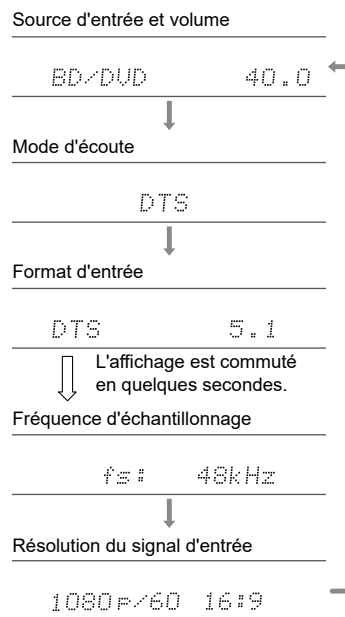 Source d'entrée et volume
BD/DVD 40.0
Mode d'écoute
DTS
Format d'entrée
DTS 5.1
L'affichage est commuté
en quelques secondes.
Fréquence d'échantillonnage
fs: 48kHz
Résolution du signal d'entrée
1080p/60 16:9